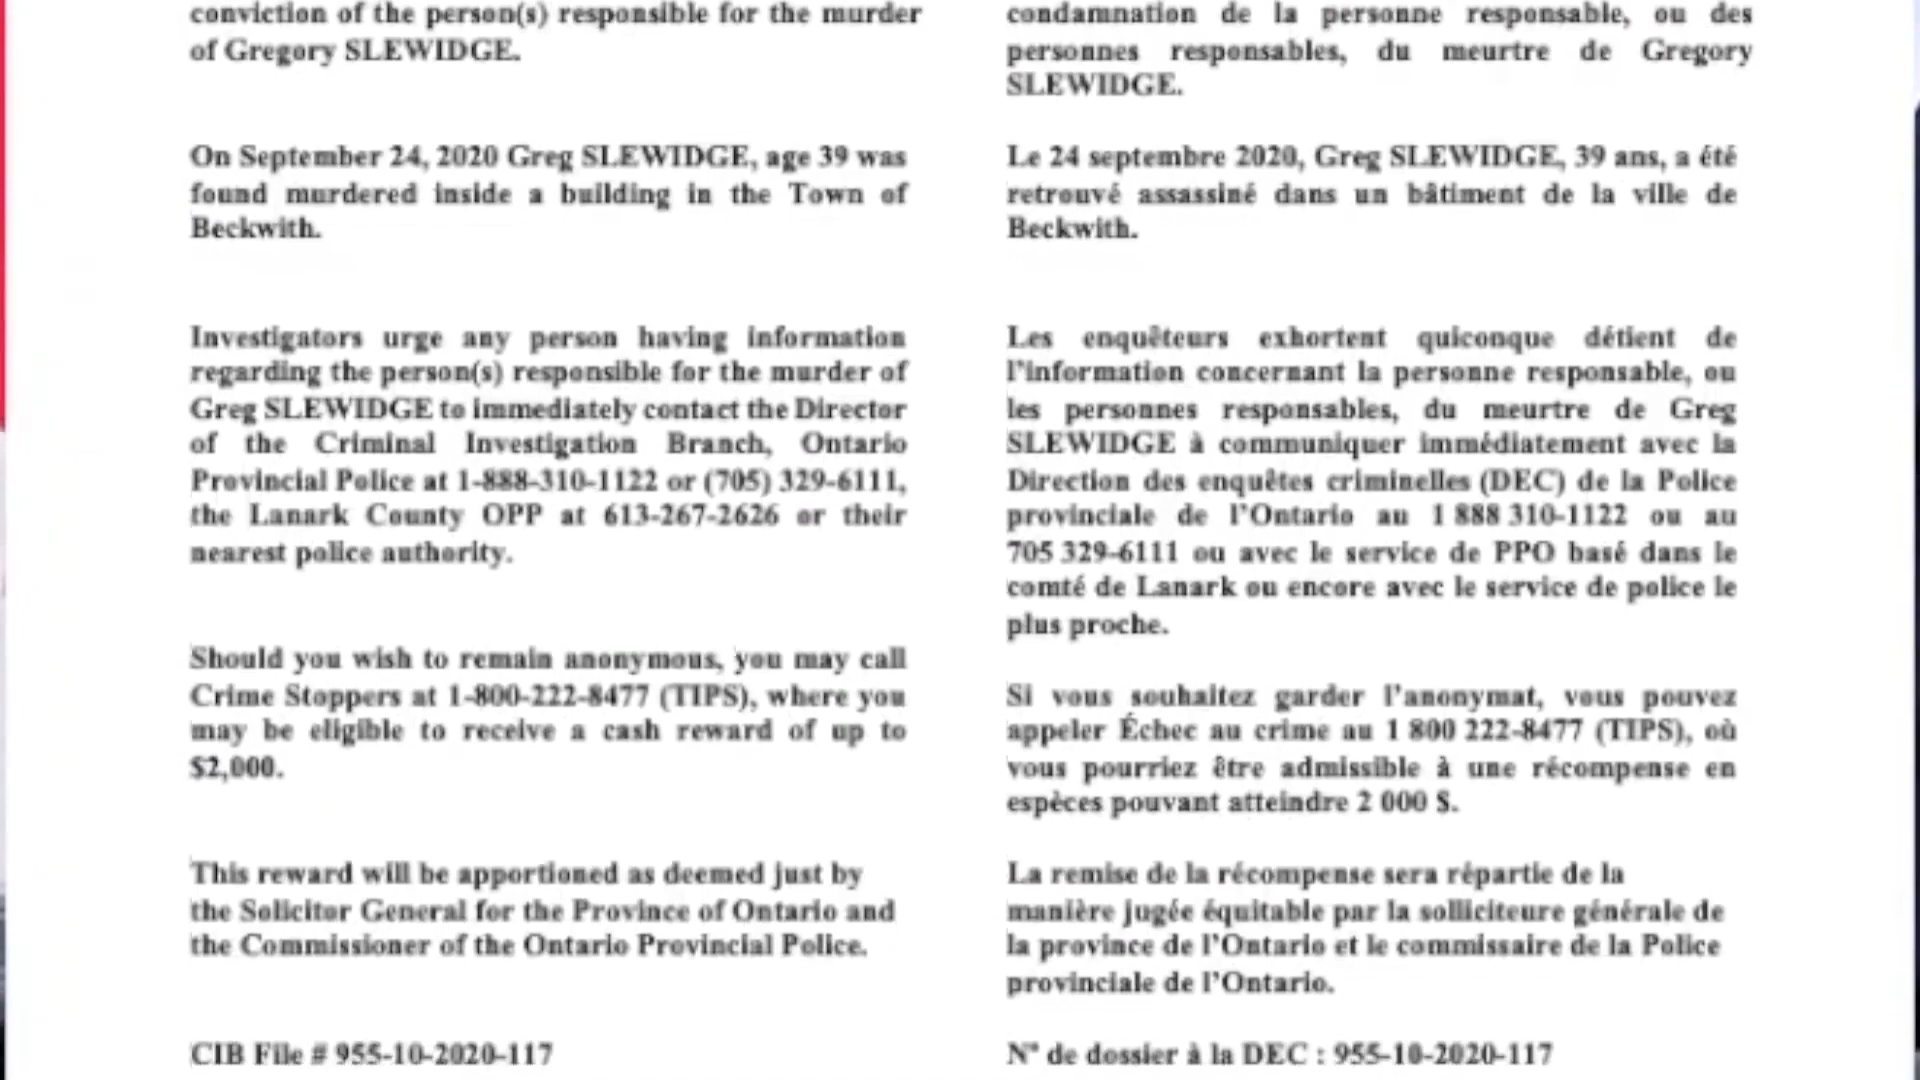 conviction of the person(s) responsible for the murder
of Gregory SLEWIDGE.
On September 24, 2020 Greg SLEWIDGE, age 39 was
found murdered inside a building in the Town of
Beckwith.
Investigators urge any person having information
regarding the person(s) responsible for the murder of
Greg SLEWIDGE to immediately contact the Director
of the Criminal Investigation Branch, Ontario
Provincial Police at 1-888-310-1122 or (705) 329-6111,
the Lanark County OPP at 613-267-2626 or their
nearest police authority.
Should you wish to remain anonymous, you may call
Crime Stoppers at 1-800-222-8477 (TIPS), where you
may be eligible to receive a cash reward of up to
$2,000.
This reward will be apportioned as deemed just by
the Solicitor General for the Province of Ontario and
the Commissioner of the Ontario Provincial Police.
CIB File # 955-10-2020-117
condamnation de la personne responsable, ou des
personnes responsables, du meurtre de Gregory
SLEWIDGE.
Le 24 septembre 2020, Greg SLEWIDGE, 39 ans, a été
retrouvé assassiné dans un bâtiment de la ville de
Beckwith.
Les enquêteurs exhortent quiconque détient de
l'information concernant la personne responsable, ou
les personnes responsables, du meurtre de Greg
SLEWIDGE à communiquer immédiatement avec la
Direction des enquêtes criminelles (DEC) de la Police
provinciale de l'Ontario au 1 888 310-1122 ou au
705 329-6111 ou avec le service de PPO basé dans le
comté de Lanark ou encore avec le service de police le
plus proche.
Si vous souhaitez garder l'anonymat, vous pouvez
appeler Échec au crime au 1 800 222-8477 (TIPS), où
vous pourriez être admissible à une récompense en
espèces pouvant atteindre 2 000 $.
La remise de la récompense sera répartie de la
manière jugée équitable par la solliciteure générale de
la province de l'Ontario et le commissaire de la Police
provinciale de l'Ontario.
N° de dossier à la DEC : 955-10-2020-117